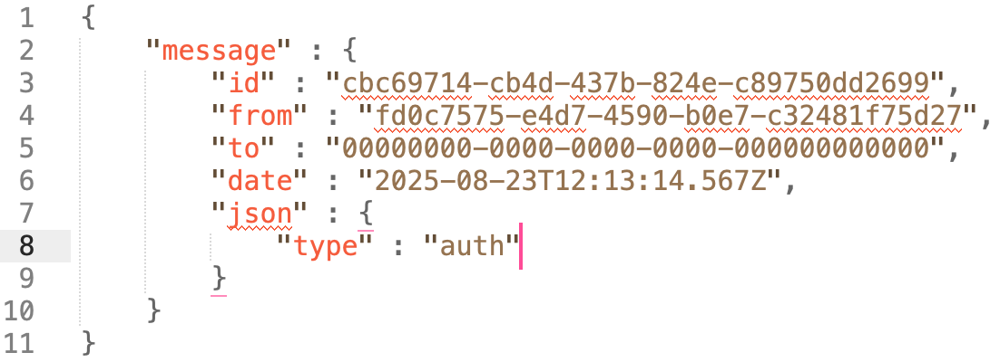 1 {
2 "message" : {
3 "id" : "cbc69714-cb4d-437b-824e-c89750dd2699",
4 "from" : "fd0c7575-e4d7-4590-b0e7-c32481f75d27",
5 "to" : "00000000-0000-0000-0000-000000000000",
6 "date" : "2025-08-23T12:13:14.567Z",
7 "json" : {
8 "type" : "auth"
9 }
10 }
11 }